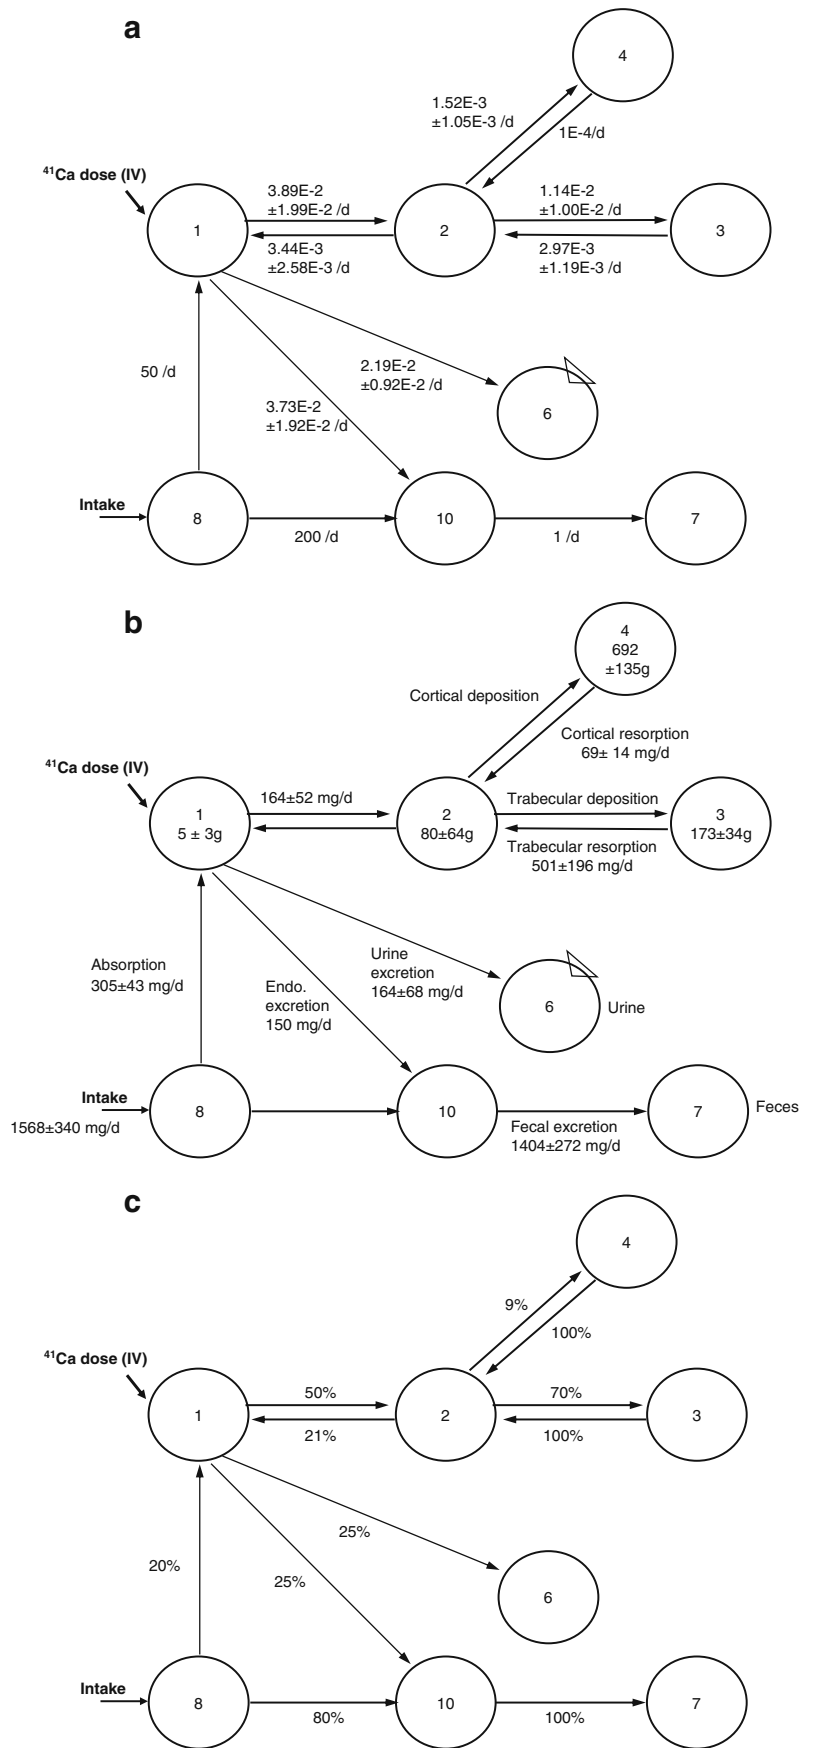 a
4
1.52E-3
±1.05E-3 /d
1E-4/d
⁴¹Ca dose (IV)
3.89E-2
±1.99E-2 /d
1.14E-2
±1.00E-2 /d
1
2
3
3.44E-3
±2.58E-3 /d
2.97E-3
±1.19E-3 /d
50 /d
2.19E-2
±0.92E-2 /d
3.73E-2
±1.92E-2 /d
6
Intake
8
10
7
200 /d
1 /d
b
4
692
±135g
Cortical deposition
Cortical resorption
69± 14 mg/d
⁴¹Ca dose (IV)
164±52 mg/d
Trabecular deposition
1
5 ± 3g
2
80±64g
3
173±34g
Trabecular resorption
501±196 mg/d
Absorption
305±43 mg/d
Urine
excretion
164±68 mg/d
Endo.
excretion
150 mg/d
6
Urine
Intake
1568±340 mg/d
8
10
7
Feces
Fecal excretion
1404±272 mg/d
c
4
9%
100%
⁴¹Ca dose (IV)
50%
70%
1
2
3
21%
100%
25%
20%
25%
6
Intake
8
10
7
80%
100%